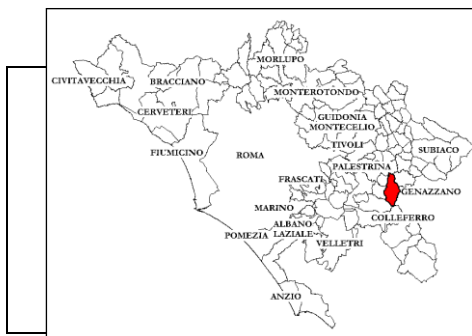 MORLUPO
CIVITAVECCHIA
BRACCIANO
MONTEROTONDO
CERVETERI
GUIDONIA
MONTECELIO
TIVOLI
SUBIACO
FIUMICINO
ROMA
PALESTRINA
FRASCATI
GENAZZANO
MARINO
COLLEFERRO
ALBANO
LAZIALE
POMEZIA
VELLETRI
ANZIO